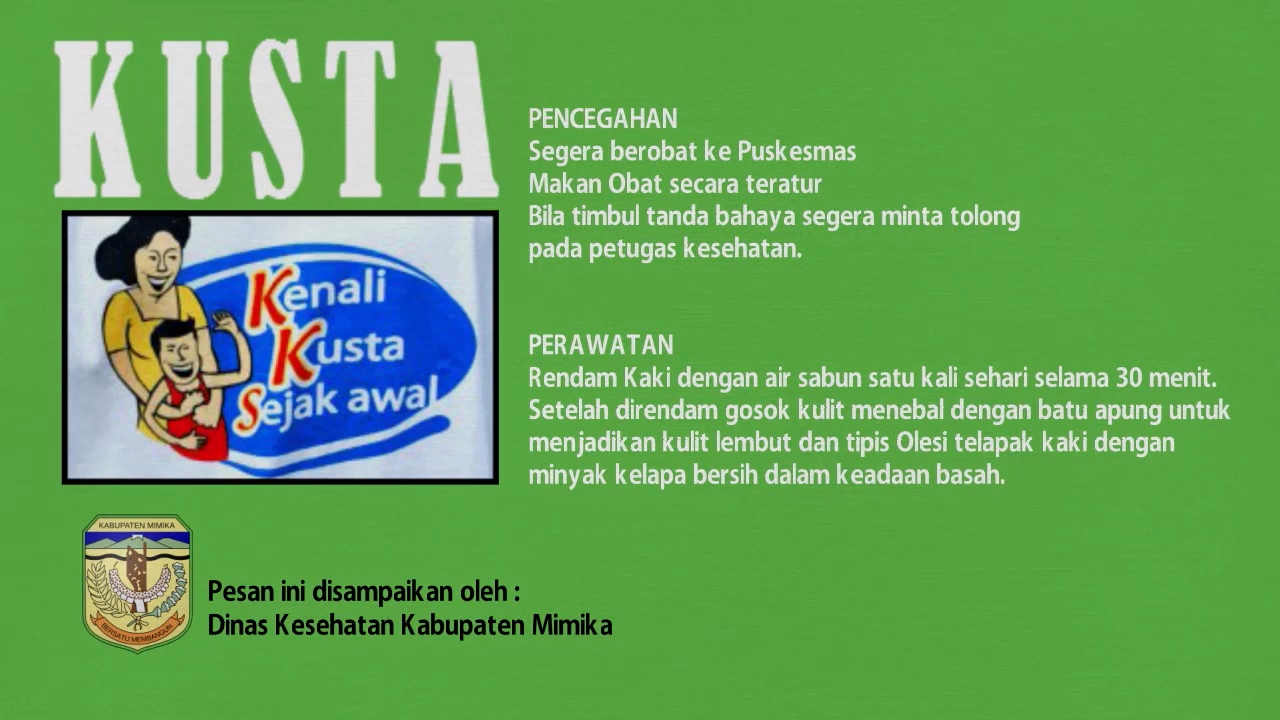 KUSTA
Kenali
Kusta
Sejak awal
PENCEGAHAN
Segera berobat ke Puskesmas
Makan Obat secara teratur
Bila timbul tanda bahaya segera minta tolong
pada petugas kesehatan.
PERAWATAN
Rendam Kaki dengan air sabun satu kali sehari selama 30 menit.
Setelah direndam gosok kulit menebal dengan batu apung untuk
menjadikan kulit lembut dan tipis Olesi telapak kaki dengan
minyak kelapa bersih dalam keadaan basah.
KABUPATEN MIMIKA
BERSATU MEMBANGUN
Pesan ini disampaikan oleh :
Dinas Kesehatan Kabupaten Mimika